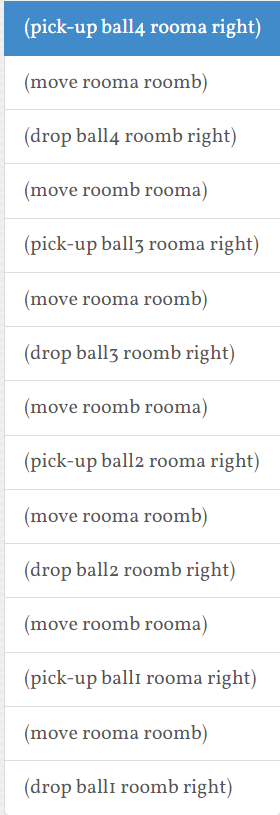 (pick-up ball4 rooma right)
(move rooma roomb)
(drop ball4 roomb right)
(move roomb rooma)
(pick-up ball3 rooma right)
(move rooma roomb)
(drop ball3 roomb right)
(move roomb rooma)
(pick-up ball2 rooma right)
(move rooma roomb)
(drop ball2 roomb right)
(move roomb rooma)
(pick-up ball1 rooma right)
(move rooma roomb)
(drop ball1 roomb right)